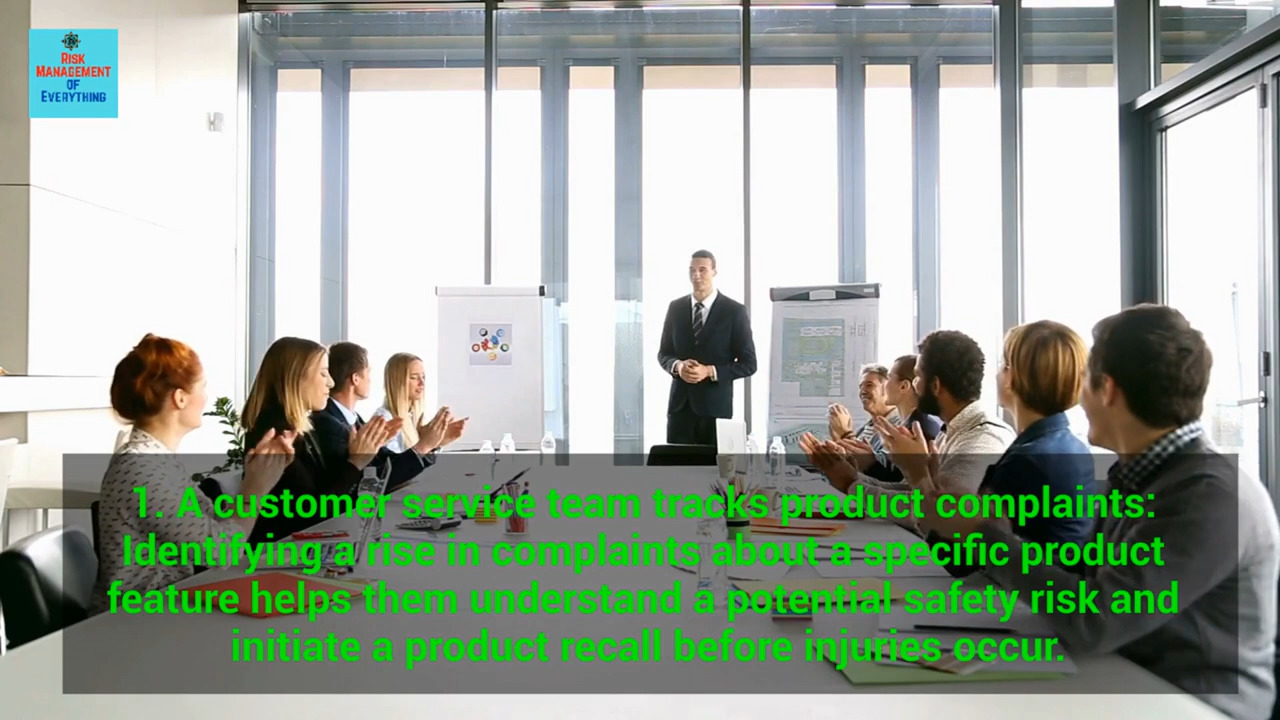 RISK
MANAGEMENT
OF
EVERYTHING
1. A customer service team tracks product complaints:
Identifying a rise in complaints about a specific product
feature helps them understand a potential safety risk and
initiate a product recall before injuries occur.